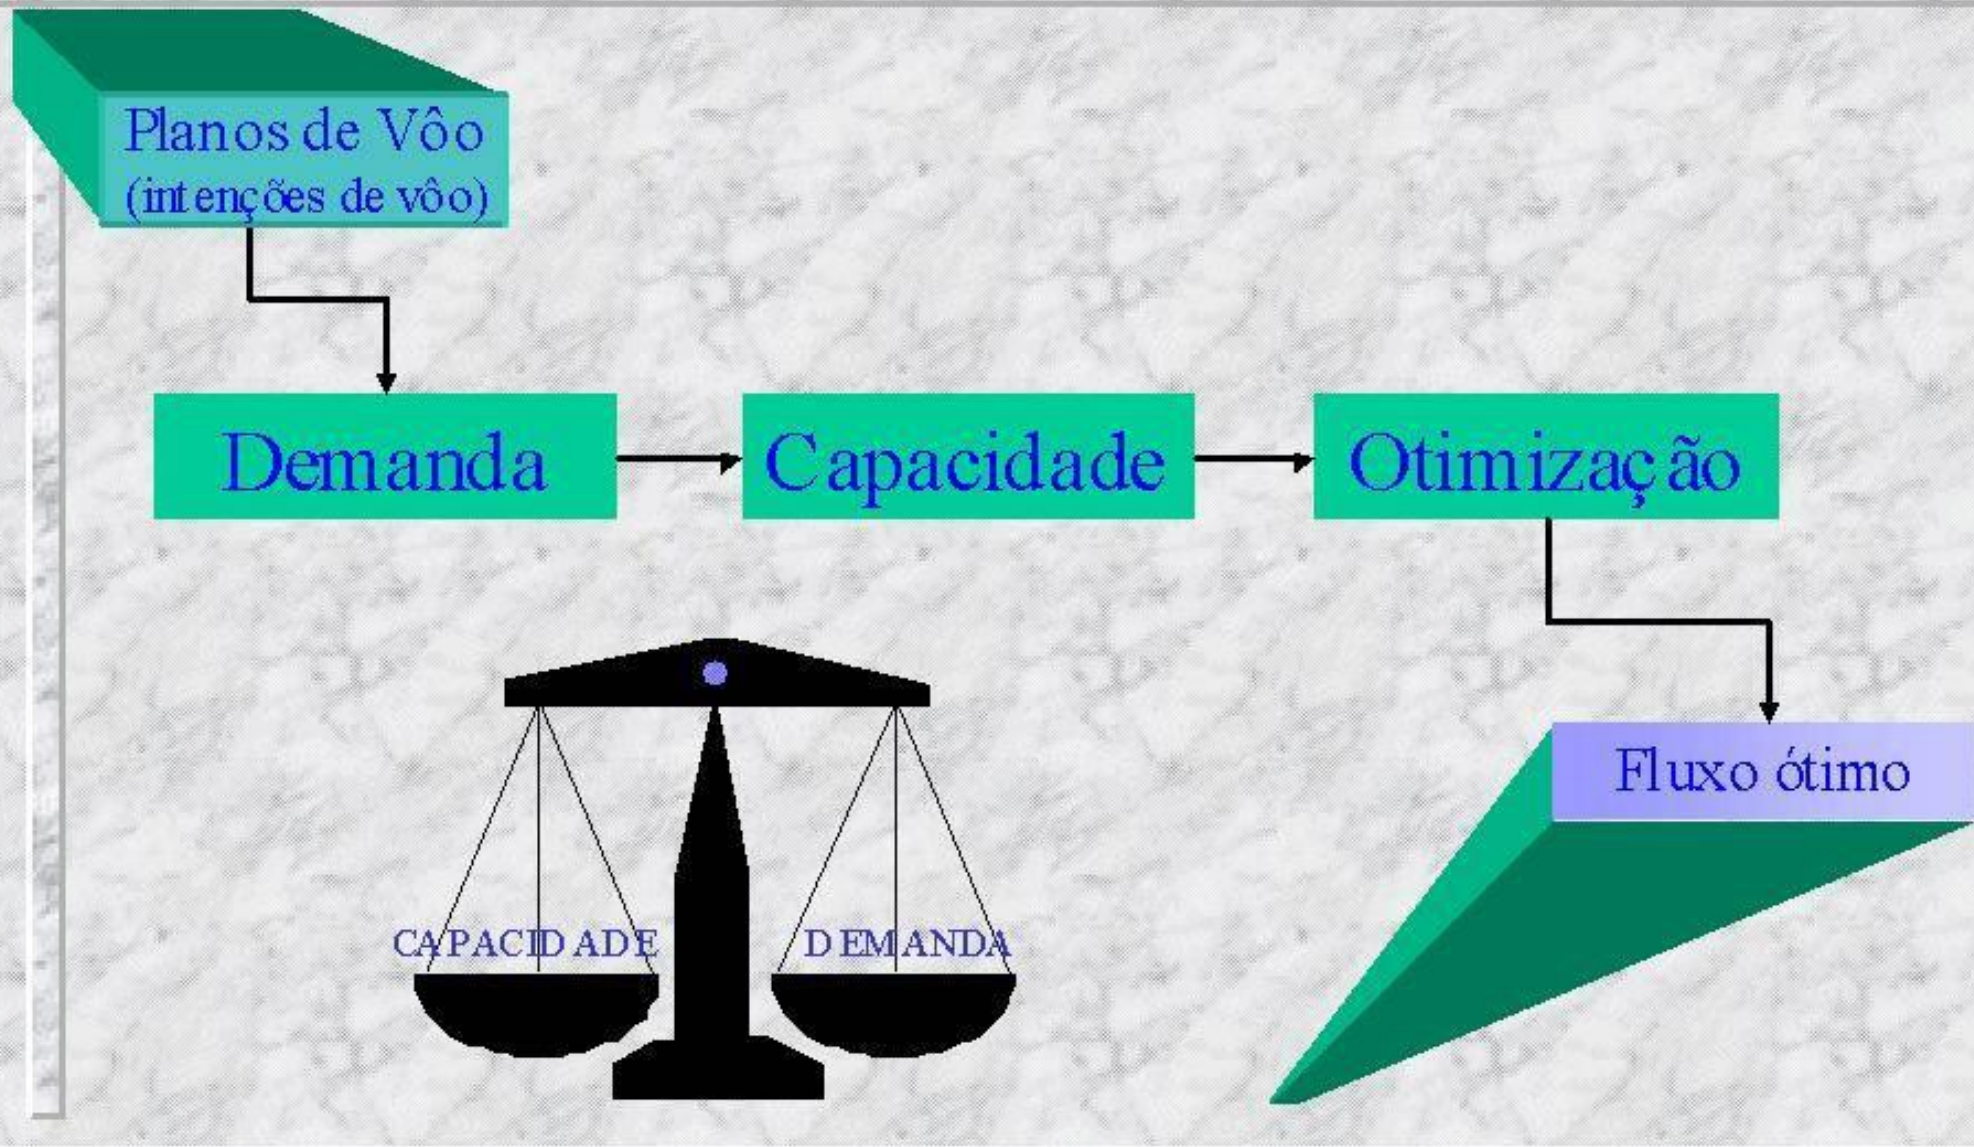 Planos de Vôo
(intenções de vôo)
Demanda
Capacidade
Otimização
Fluxo ótimo
CAPACIDADE
DEMANDA